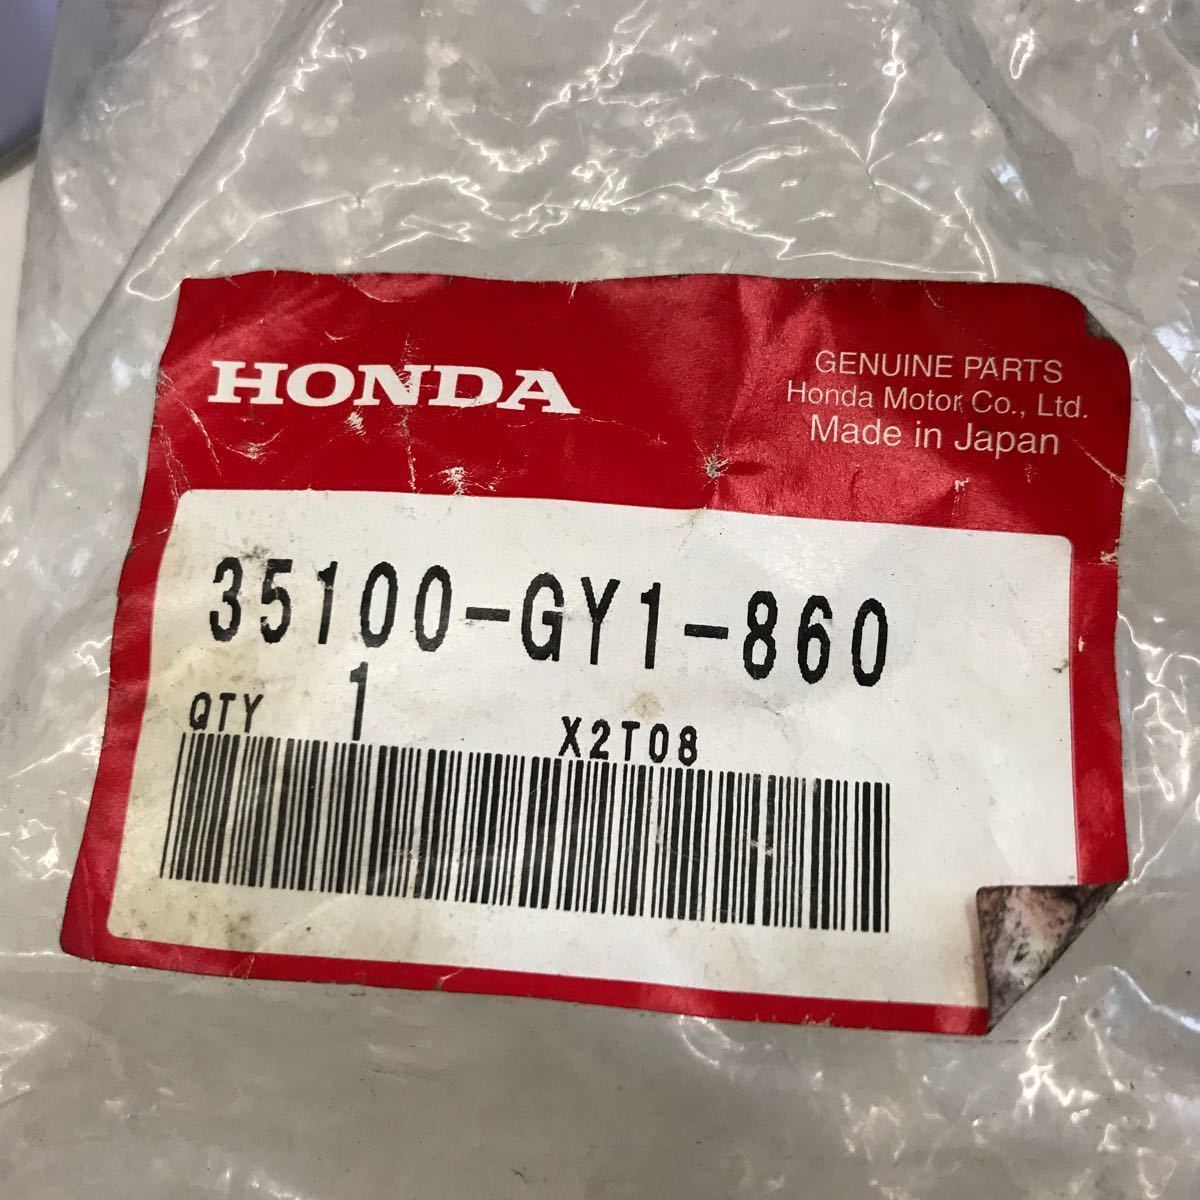 HONDA
GENUINE PARTS
Honda Motor Co., Ltd.
Made in Japan
35100-GY1-860
QTY 1 X2T08